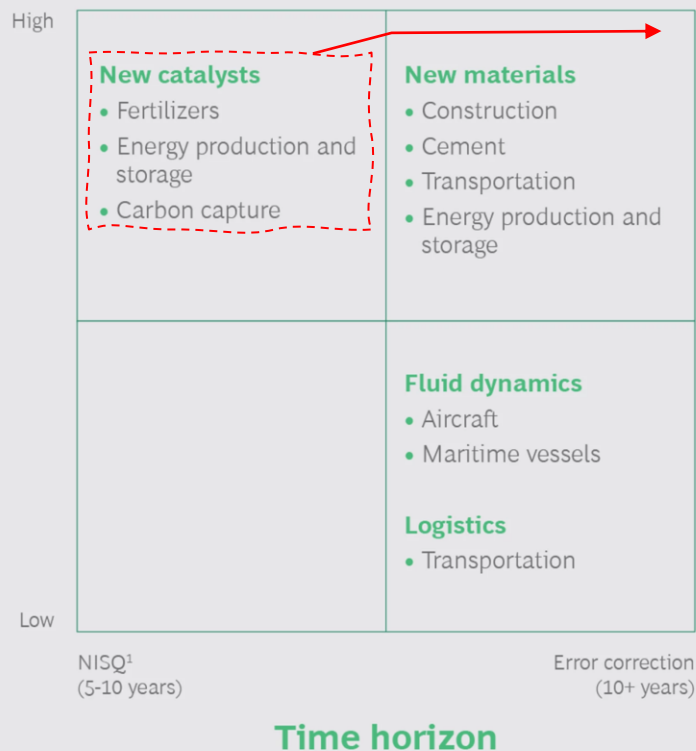 High
New catalysts
• Fertilizers
• Energy production and
storage
• Carbon capture
New materials
• Construction
• Cement
• Transportation
• Energy production and
storage
Fluid dynamics
• Aircraft
• Maritime vessels
Logistics
• Transportation
Low
NISQ¹
(5-10 years)
Error correction
(10+ years)
Time horizon